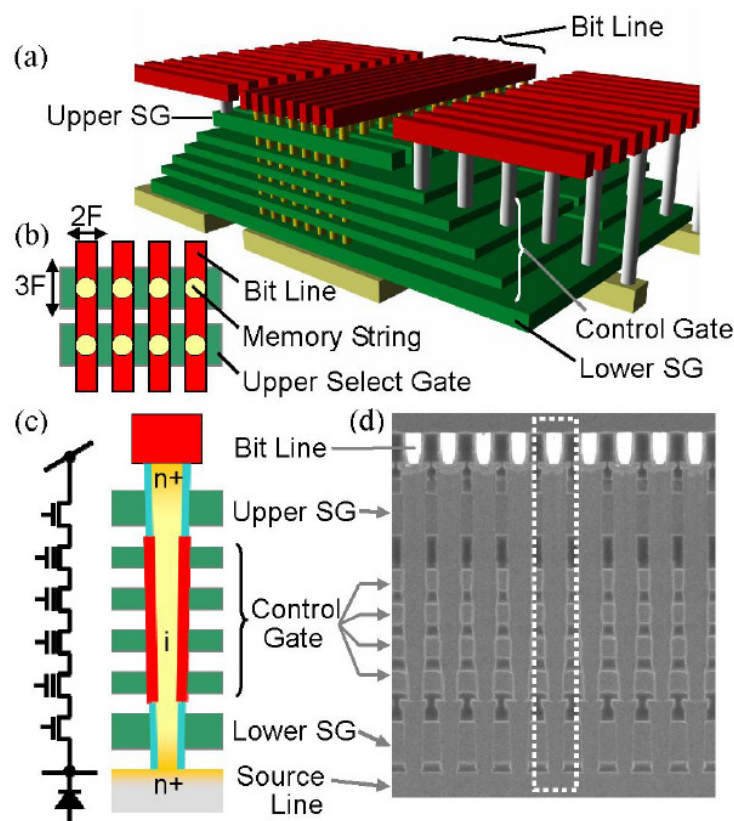 (a)
Bit Line
Upper SG
Control Gate
Lower SG
(b)
2F
3F
Bit Line
Memory String
Upper Select Gate
(c)
n+
i
n+
(d)
Bit Line
Upper SG
Control
Gate
Lower SG
Source
Line